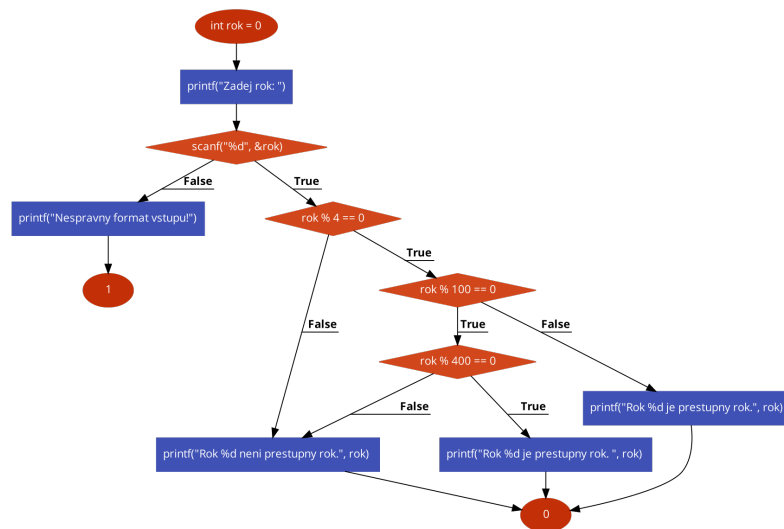 int rok = 0
printf("Zadej rok: ")
scanf("%d", &rok)
False
True
printf("Nespravny format vstupu!")
rok % 4 == 0
True
1
rok % 100 == 0
False
True
False
rok % 400 == 0
False
True
printf("Rok %d je prestupny rok.", rok)
printf("Rok %d neni prestupny rok.", rok)
printf("Rok %d je prestupny rok. ", rok)
0